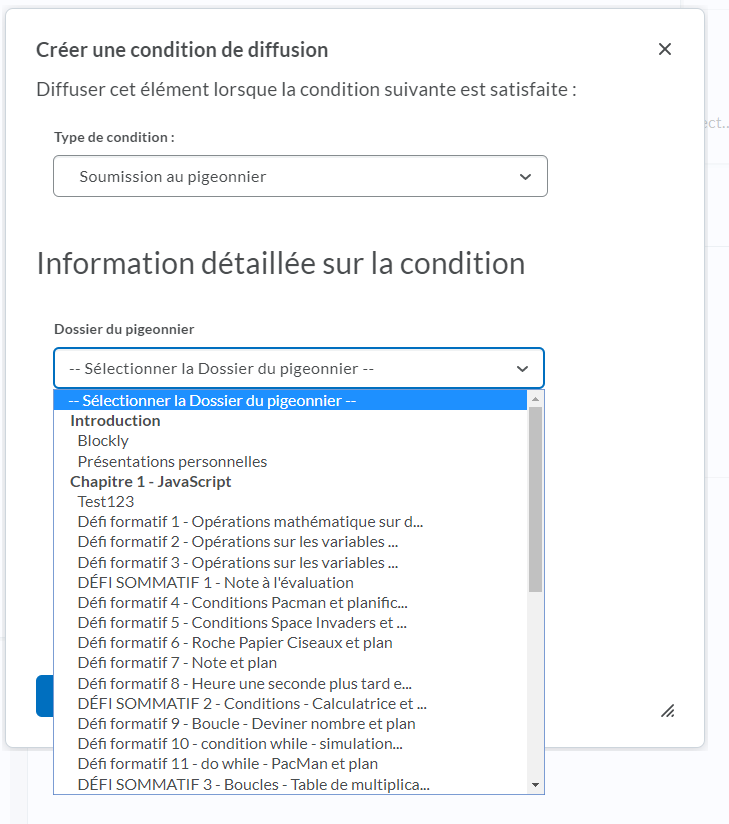 Créer une condition de diffusion
Diffuser cet élément lorsque la condition suivante est satisfaite :
ect...
Type de condition :
Soumission au pigeonnier
Information détaillée sur la condition
Dossier du pigeonnier
-- Sélectionner la Dossier du pigeonnier --
-- Sélectionner la Dossier du pigeonnier --
Introduction
Blockly
Présentations personnelles
Chapitre 1 - JavaScript
Test123
Défi formatif 1 - Opérations mathématique sur d...
Défi formatif 2 - Opérations sur les variables ...
Défi formatif 3 - Opérations sur les variables ...
DÉFI SOMMATIF 1 - Note à l'évaluation
Défi formatif 4 - Conditions Pacman et planific...
Défi formatif 5 - Conditions Space Invaders et ...
Défi formatif 6 - Roche Papier Ciseaux et plan
Défi formatif 7 - Note et plan
Défi formatif 8 - Heure une seconde plus tard e...
DÉFI SOMMATIF 2 - Conditions - Calculatrice et ...
Défi formatif 9 - Boucle - Deviner nombre et plan
Défi formatif 10 - condition while - simulation...
Défi formatif 11 - do while - PacMan et plan
DÉFI SOMMATIF 3 - Boucles - Table de multiplica...